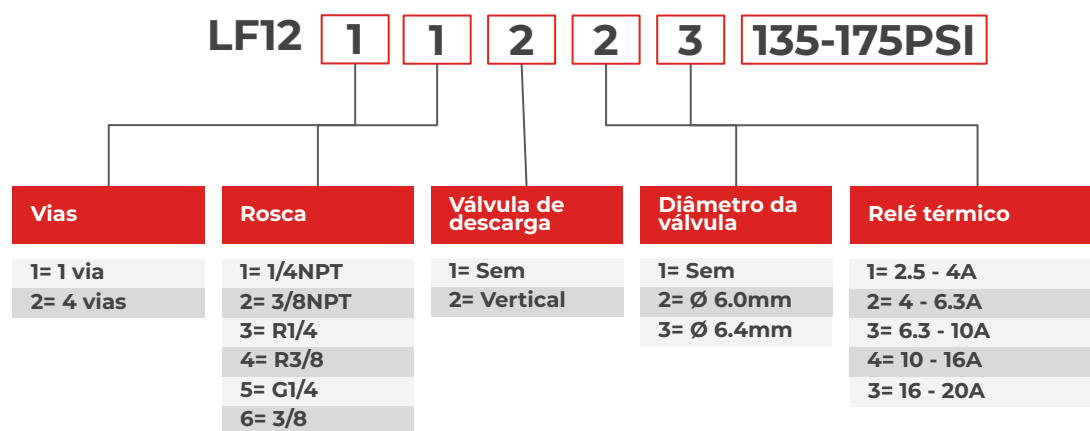 LF12 1 1 2 2 3 135-175PSI
Vias
1= 1 via
2= 4 vias
Rosca
1= 1/4NPT
2= 3/8NPT
3= R1/4
4= R3/8
5= G1/4
6= 3/8
Válvula de
descarga
1= Sem
2= Vertical
Diâmetro da
válvula
1= Sem
2= Ø 6.0mm
3= Ø 6.4mm
Relé térmico
1= 2.5 - 4A
2= 4 - 6.3A
3= 6.3 - 10A
4= 10 - 16A
3= 16 - 20A